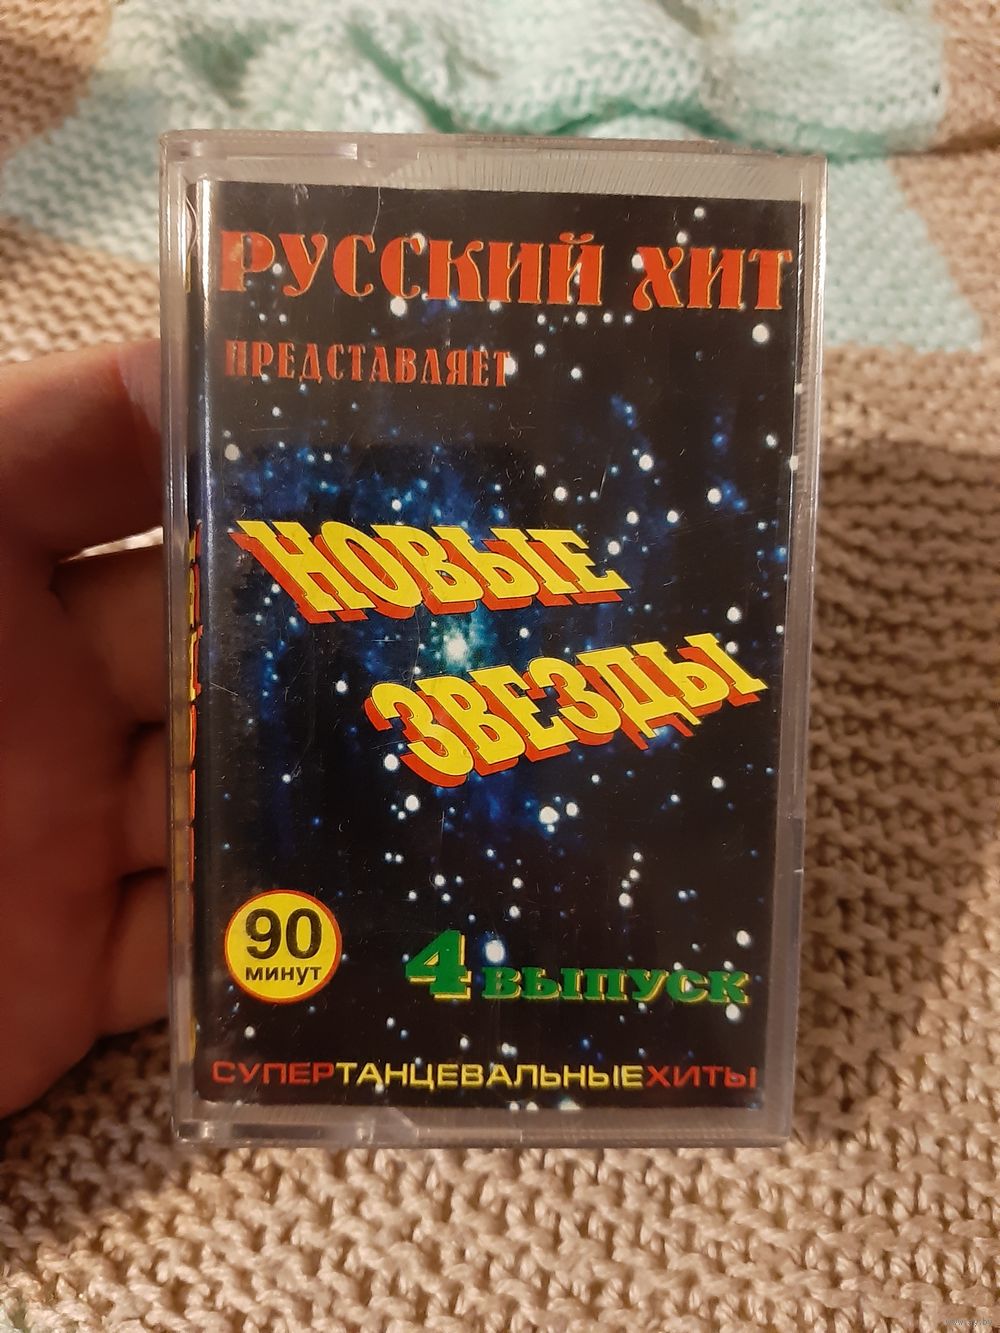 РУССКИЙ ХИТ
ПРЕДСТАВЛЯЕТ
НОВЫЕ
ЗВЕЗДЫ
90
МИНУТ
4 ВЫПУСК
СУПЕРТАНЦЕВАЛЬНЫЕХИТЫ